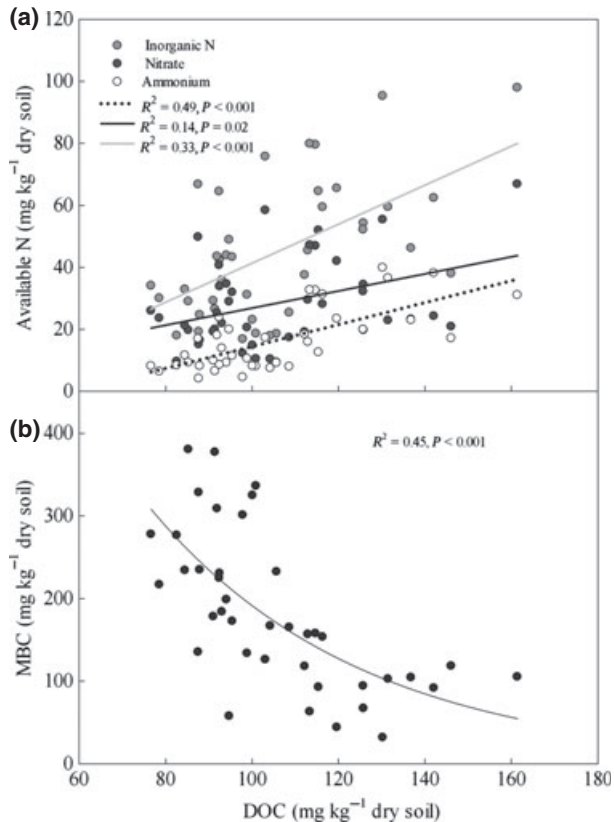 (a)
120
100
80
60
40
20
0
Available N (mg kg⁻¹ dry soil)
Inorganic N
Nitrate
Ammonium
R² = 0.49, P < 0.001
R² = 0.14, P = 0.02
R² = 0.33, P < 0.001
(b)
400
300
200
100
0
MBC (mg kg⁻¹ dry soil)
R² = 0.45, P < 0.001
60 80 100 120 140 160 180
DOC (mg kg⁻¹ dry soil)